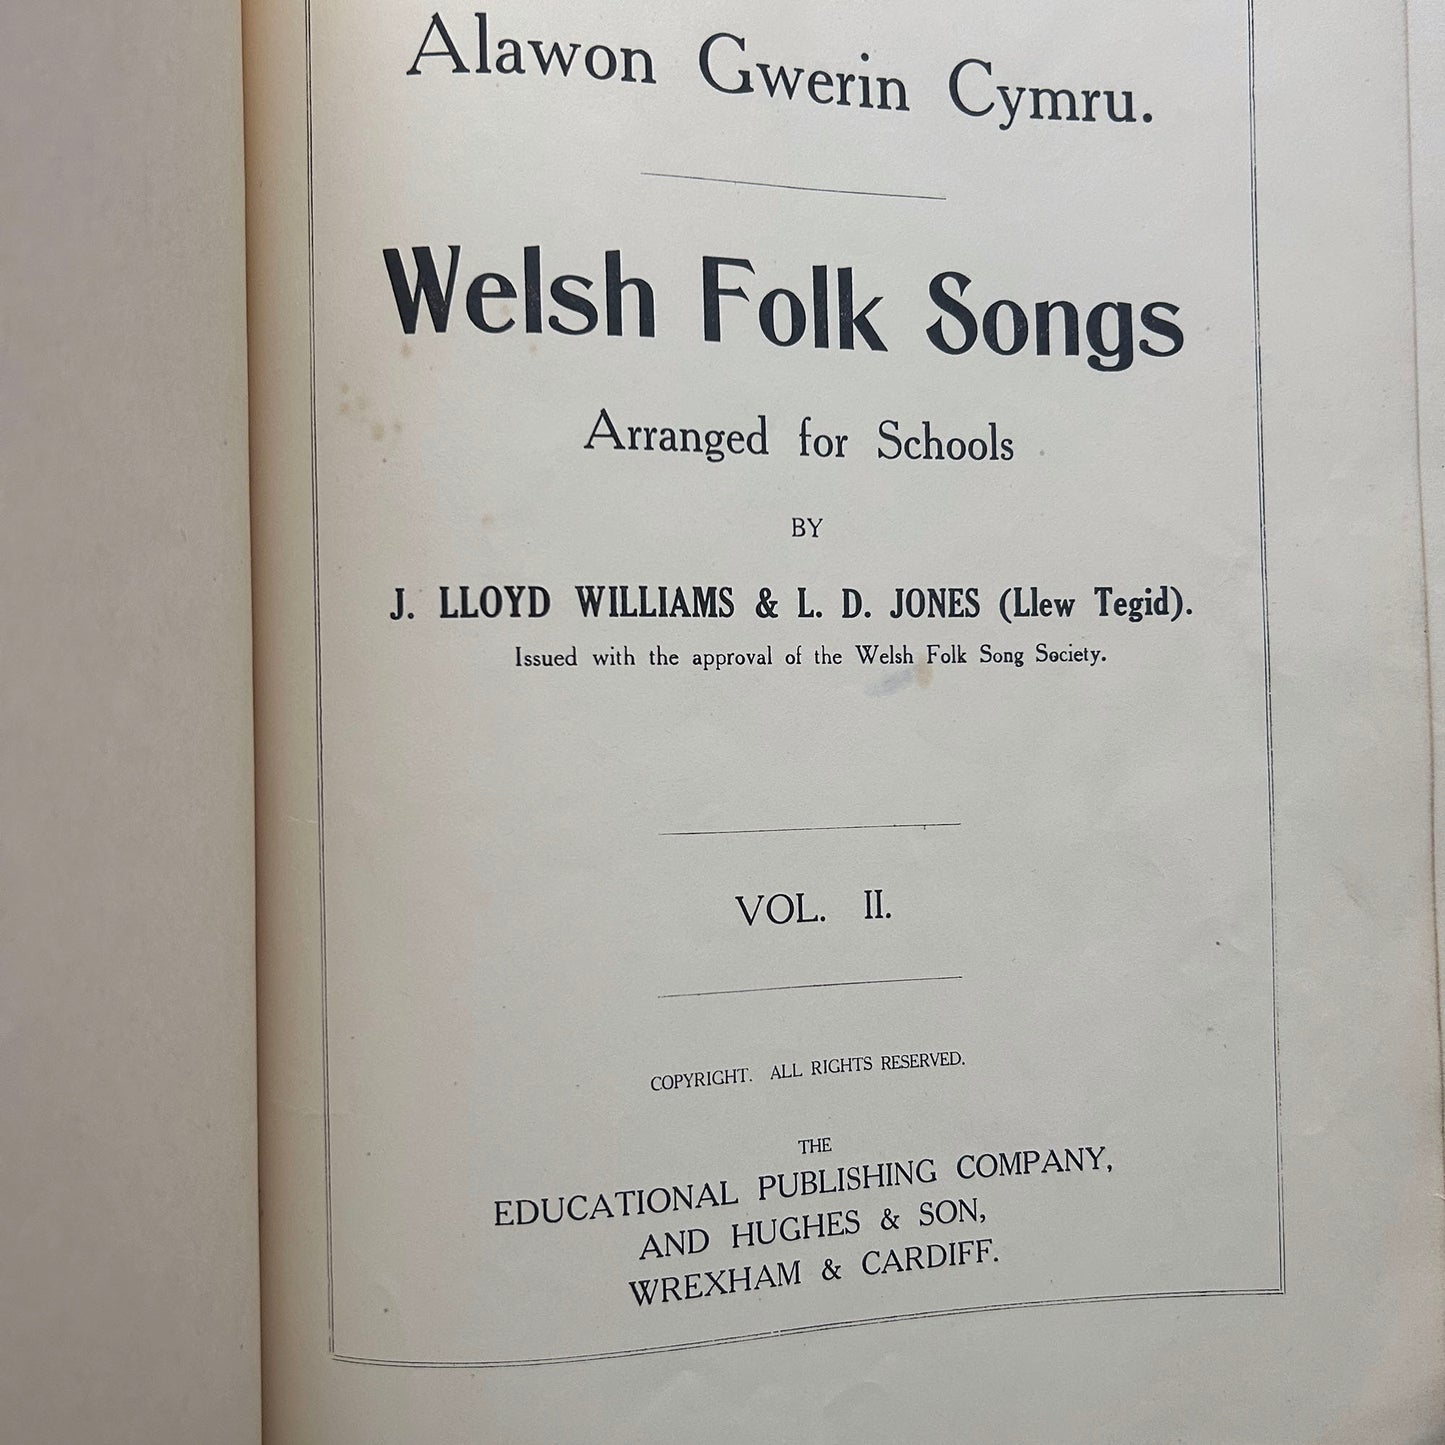 Alawon Gwerin Cymru.
Welsh Folk Songs
Arranged for Schools
BY
J. LLOYD WILLIAMS & L. D. JONES (Llew Tegid).
Issued with the approval of the Welsh Folk Song Society.
VOL. II.
COPYRIGHT. ALL RIGHTS RESERVED.
THE
EDUCATIONAL PUBLISHING COMPANY,
AND HUGHES & SON,
WREXHAM & CARDIFF.